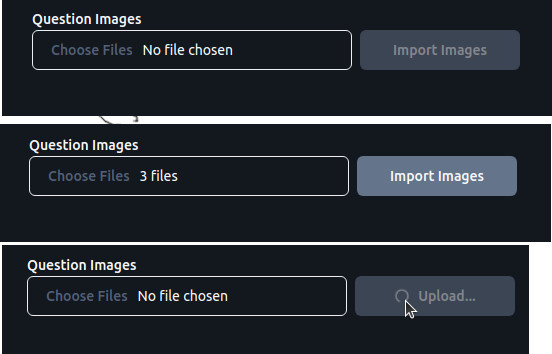 Question Images
Choose Files No file chosen Import Images
Question Images
Choose Files 3 files Import Images
Question Images
Choose Files No file chosen Upload...